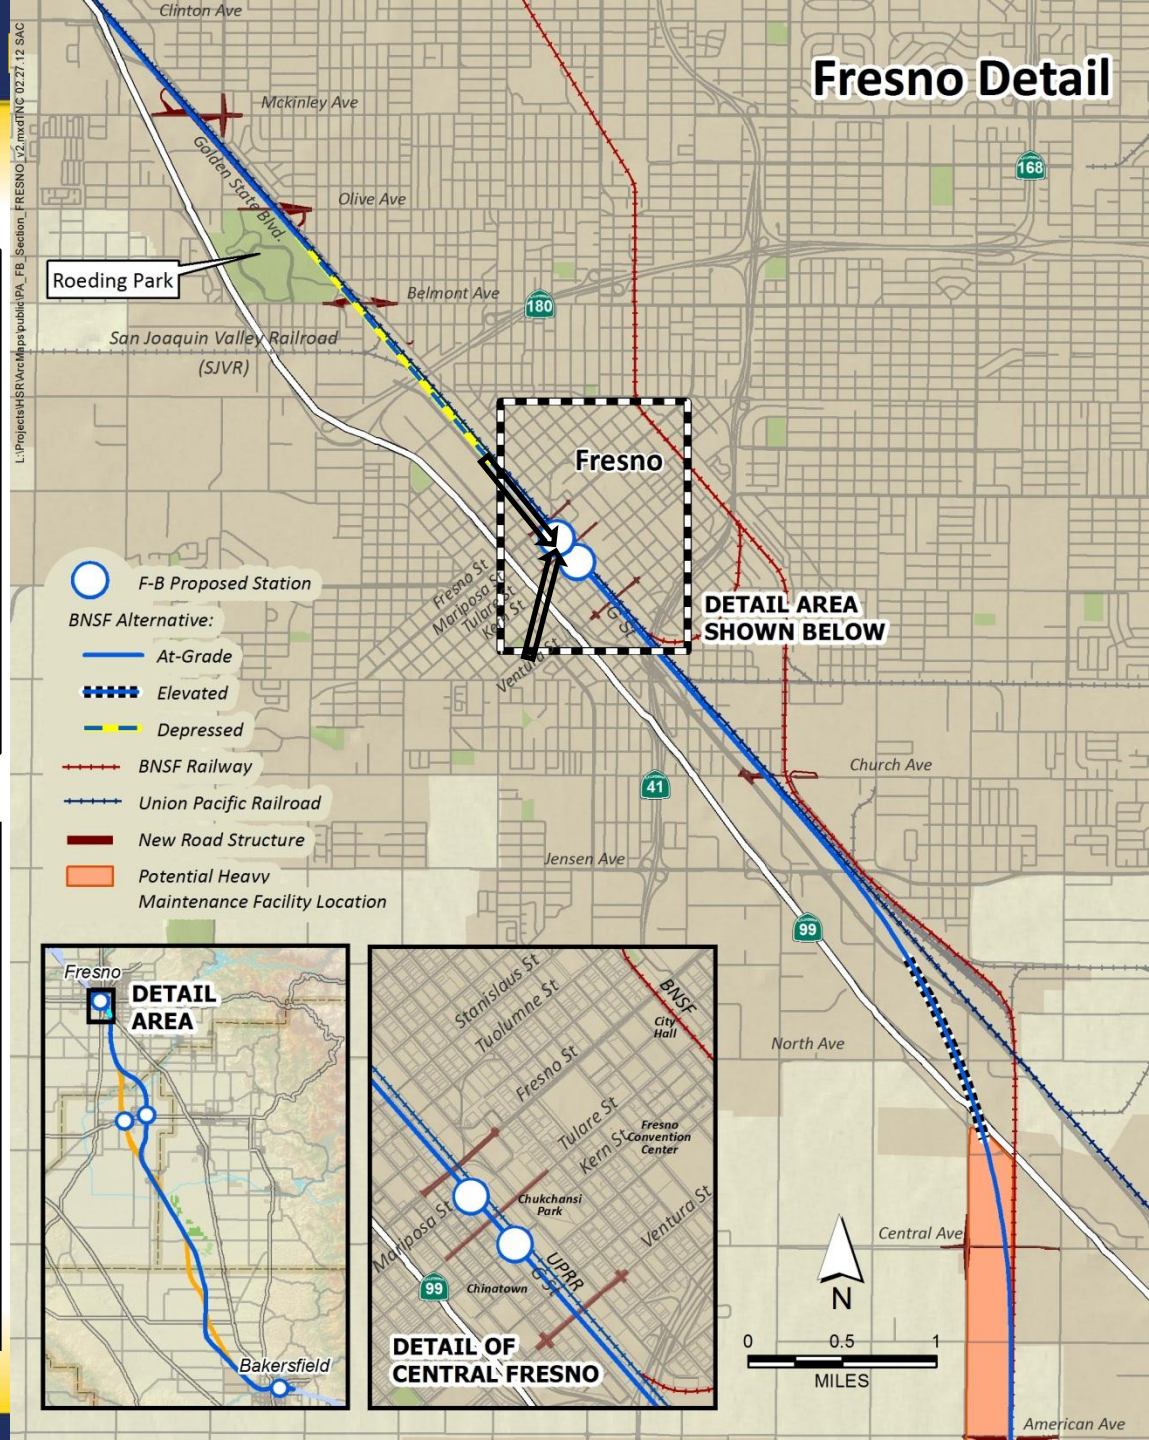 Clinton Ave
L:\Projects\HSR\ArcMaps\public\PA_FB_Section_FRESNO_v2.mxdTNC 02.27.12 SAC
Fresno Detail
Mckinley Ave
168
Golden State Blvd.
Olive Ave
Roeding Park
Belmont Ave
180
San Joaquin Valley Railroad
(SJVR)
Fresno
Fresno St
Mariposa St
Tulare St
Kern St
G St
Ventura St
DETAIL AREA
SHOWN BELOW
F-B Proposed Station
BNSF Alternative:
At-Grade
Elevated
Depressed
BNSF Railway
Union Pacific Railroad
New Road Structure
Potential Heavy
Maintenance Facility Location
Church Ave
41
Jensen Ave
99
North Ave
Central Ave
N
0 0.5 1
MILES
American Ave
Fresno
DETAIL
AREA
Bakersfield
Stanislaus St
Tuolumne St
Fresno St
BNSF
City
Hall
Tulare St
Kern St
Fresno
Convention
Center
Mariposa St
Chukchansi
Park
Ventura St
UPRR
G St
99
Chinatown
DETAIL OF
CENTRAL FRESNO